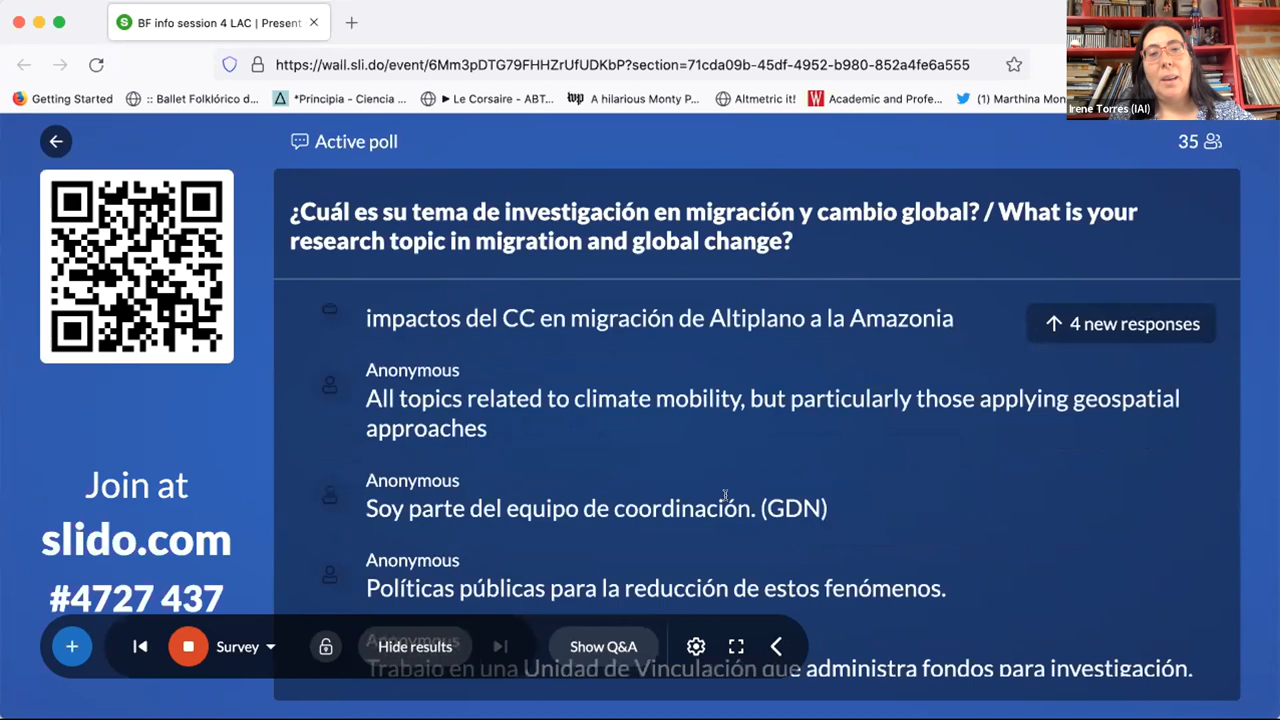 BF info session 4 LAC | Present
https://wall.sli.do/event/6Mm3pDTG79FHHZrUfUDKbP?section=71cda09b-45df-4952-b980-852a4fe6a555
Getting Started
:: Ballet Folklórico d...
*Principia - Ciencia ...
► Le Corsaire - ABT...
A hilarious Monty P...
Altmetric it!
Academic and Profe...
(1) Marthina Mon
Irene Torres (IAI)
Active poll
35
¿Cuál es su tema de investigación en migración y cambio global? / What is your
research topic in migration and global change?
impactos del CC en migración de Altiplano a la Amazonia
4 new responses
Anonymous
All topics related to climate mobility, but particularly those applying geospatial
approaches
Anonymous
Soy parte del equipo de coordinación. (GDN)
Anonymous
Políticas públicas para la reducción de estos fenómenos.
Anonymous
Trabajo en una Unidad de Vinculación que administra fondos para investigación.
Join at
slido.com
#4727 437
Survey
Hide results
Show Q&A